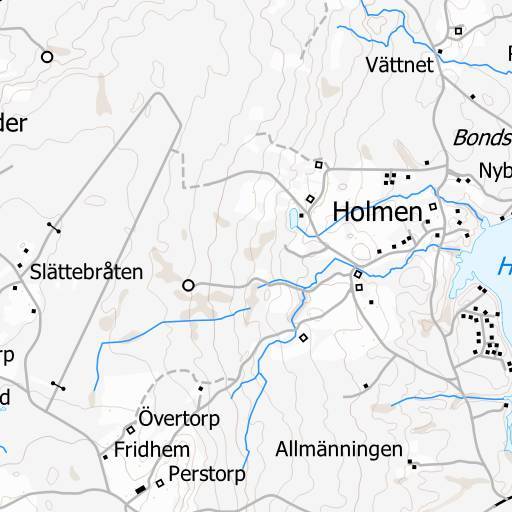 Vättnet
der
Bonds
Nyb
Holmen
H
Slättebråten
rp
d
Övertorp
Fridhem
Allmänningen
Perstorp